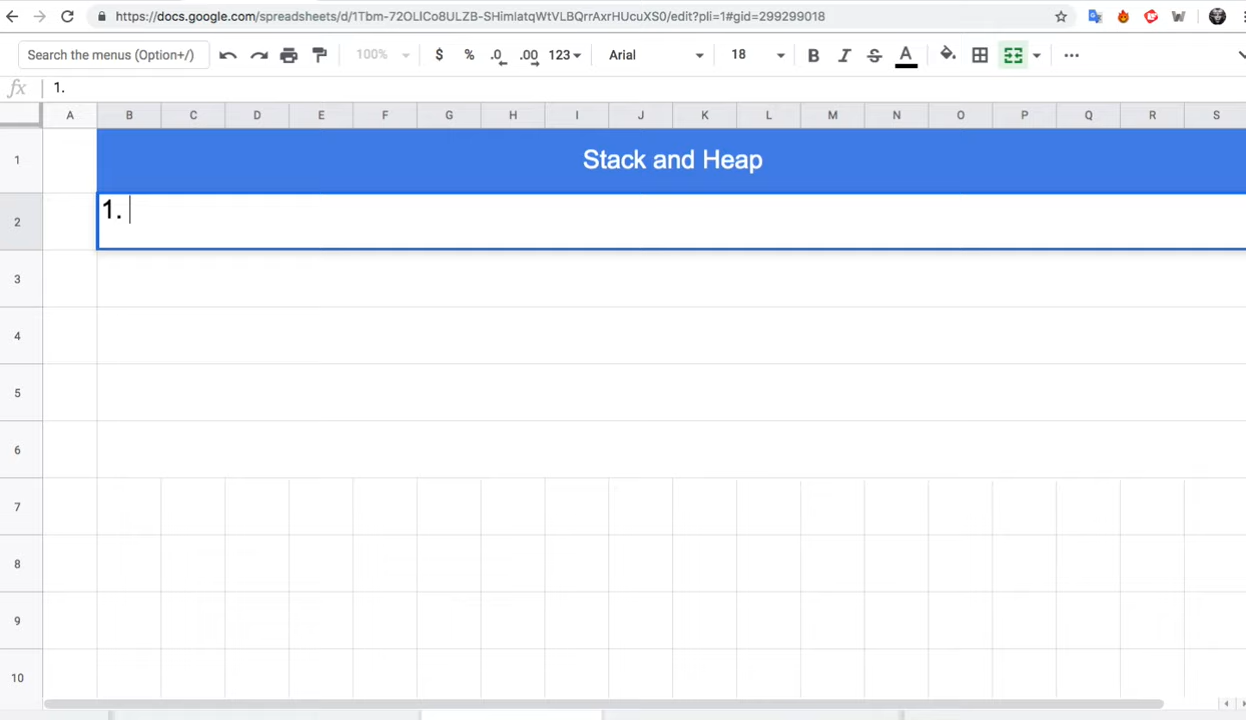 https://docs.google.com/spreadsheets/d/1Tbm-72OLlCo8ULZB-SHimlatqWtVLBQrrAxrHUcuXS0/edit?pli=1#gid=299299018
Search the menus (Option+/) 100% $ % .0 .00 123 Arial 18 B I S A
fx 1.
A B C D E F G H I J K L M N O P Q R S
1 Stack and Heap
2 1.
3
4
5
6
7
8
9
10